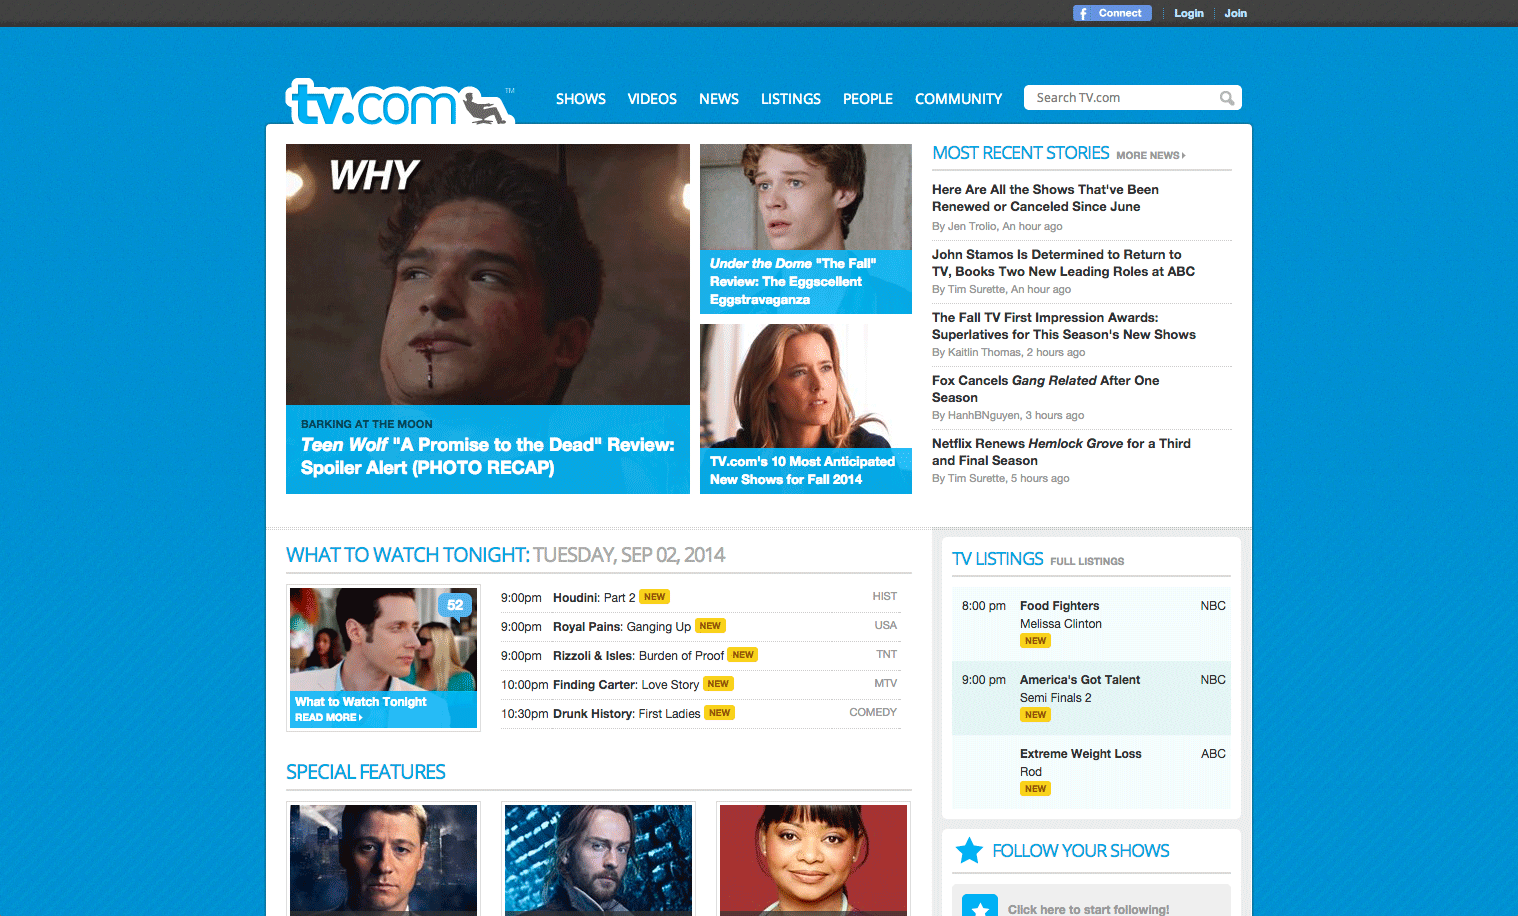 Connect
Login
Join
tv.com
TM
SHOWS
VIDEOS
NEWS
LISTINGS
PEOPLE
COMMUNITY
Search TV.com
WHY
BARKING AT THE MOON
Teen Wolf "A Promise to the Dead" Review:
Spoiler Alert (PHOTO RECAP)
Under the Dome "The Fall"
Review: The Eggscellent
Eggstravaganza
TV.com's 10 Most Anticipated
New Shows for Fall 2014
MOST RECENT STORIES MORE NEWS
Here Are All the Shows That've Been
Renewed or Canceled Since June
By Jen Trolio, An hour ago
John Stamos Is Determined to Return to
TV, Books Two New Leading Roles at ABC
By Tim Surette, An hour ago
The Fall TV First Impression Awards:
Superlatives for This Season's New Shows
By Kaitlin Thomas, 2 hours ago
Fox Cancels Gang Related After One
Season
By HanhBNguyen, 3 hours ago
Netflix Renews Hemlock Grove for a Third
and Final Season
By Tim Surette, 5 hours ago
WHAT TO WATCH TONIGHT: TUESDAY, SEP 02, 2014
52
What to Watch Tonight
READ MORE
9:00pm Houdini: Part 2 NEW HIST
9:00pm Royal Pains: Ganging Up NEW USA
9:00pm Rizzoli & Isles: Burden of Proof NEW TNT
10:00pm Finding Carter: Love Story NEW MTV
10:30pm Drunk History: First Ladies NEW COMEDY
SPECIAL FEATURES
TV LISTINGS FULL LISTINGS
8:00 pm Food Fighters NBC
Melissa Clinton
NEW
9:00 pm America's Got Talent NBC
Semi Finals 2
NEW
Extreme Weight Loss ABC
Rod
NEW
FOLLOW YOUR SHOWS
Click here to start following!